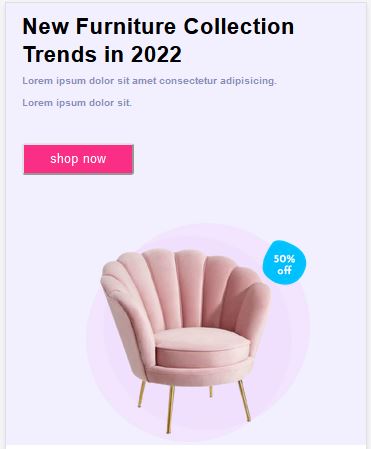 New Furniture Collection
Trends in 2022
Lorem ipsum dolor sit amet consectetur adipisicing.
Lorem ipsum dolor sit.
shop now
50%
off